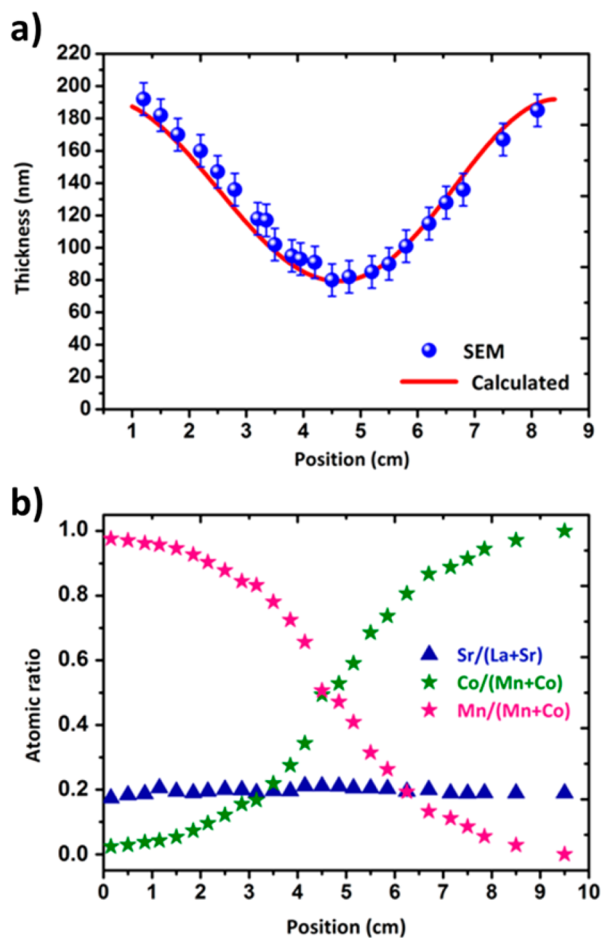 a)
220
200
180
160
140
120
100
80
60
40
20
0
Thickness (nm)
SEM
Calculated
1 2 3 4 5 6 7 8 9
Position (cm)
b)
1.0
0.8
0.6
0.4
0.2
0.0
Atomic ratio
Sr/(La+Sr)
Co/(Mn+Co)
Mn/(Mn+Co)
0 1 2 3 4 5 6 7 8 9 10
Position (cm)